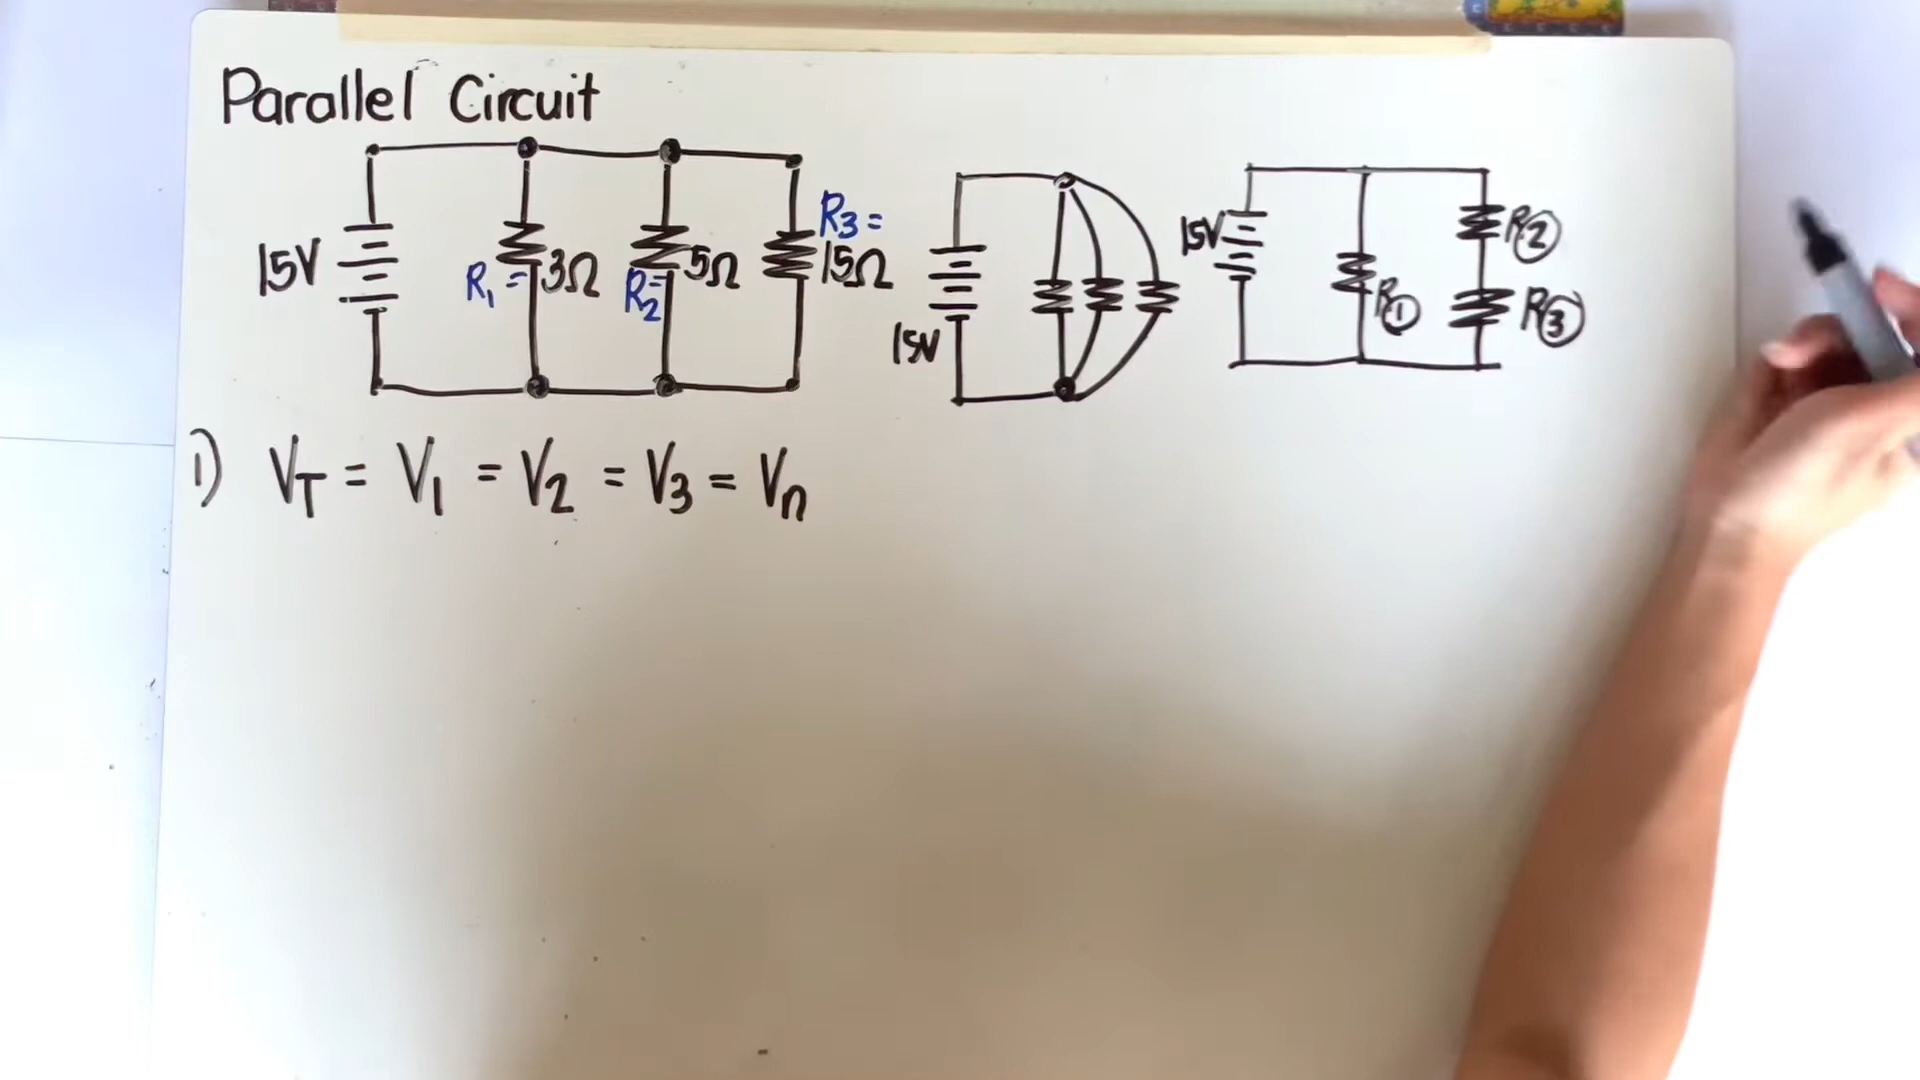 Parallel Circuit
15V R1 = 3Ω R2= 5Ω R3 = 15Ω
15V
15V R① R② R③
1) VT = V1 = V2 = V3 = Vn